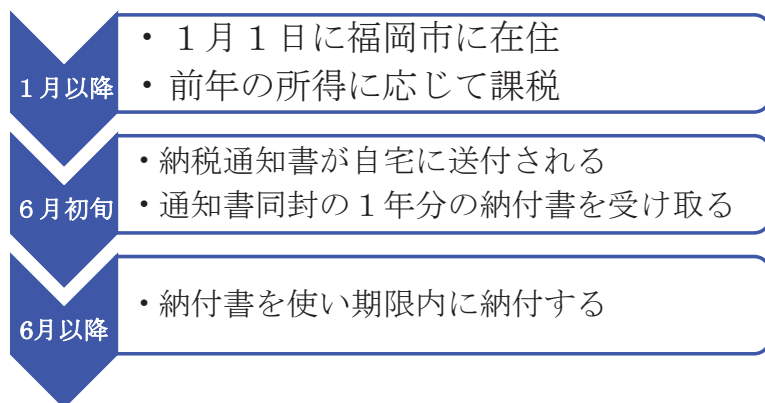 1月以降
・１月１日に福岡市に在住
・前年の所得に応じて課税
６月初旬
・納税通知書が自宅に送付される
・通知書同封の１年分の納付書を受け取る
6月以降
・納付書を使い期限内に納付する